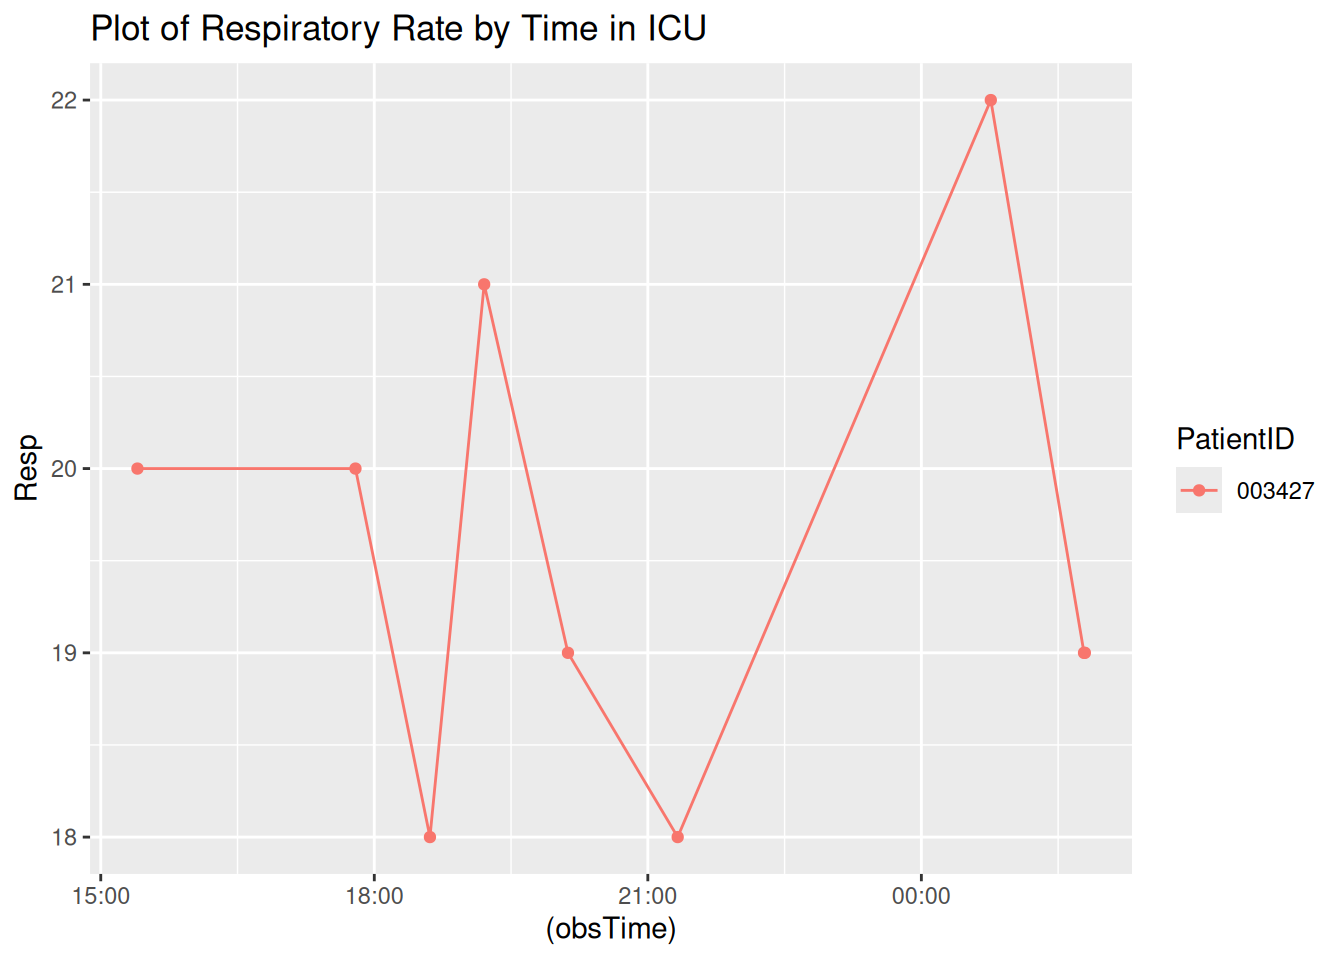 Plot of Respiratory Rate by Time in ICU
22
21
20
19
18
Resp
15:00
18:00
21:00
00:00
(obsTime)
PatientID
003427